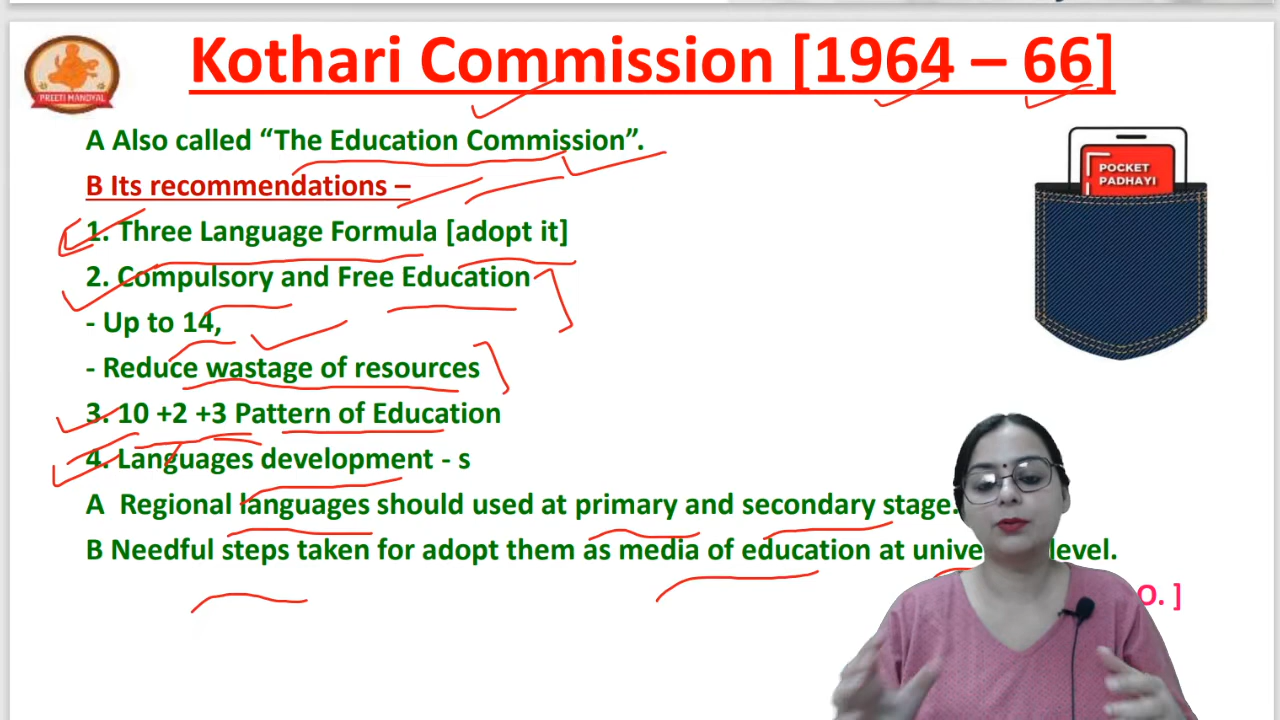 Kothari Commission [1964 – 66]
PREETI MANDYAL
A Also called “The Education Commission”.
POCKET
PADHAYI
B Its recommendations –
1. Three Language Formula [adopt it]
2. Compulsory and Free Education
- Up to 14,
- Reduce wastage of resources
3. 10 +2 +3 Pattern of Education
4. Languages development - s
A Regional languages should used at primary and secondary stage.
B Needful steps taken for adopt them as media of education at level.
O. ]